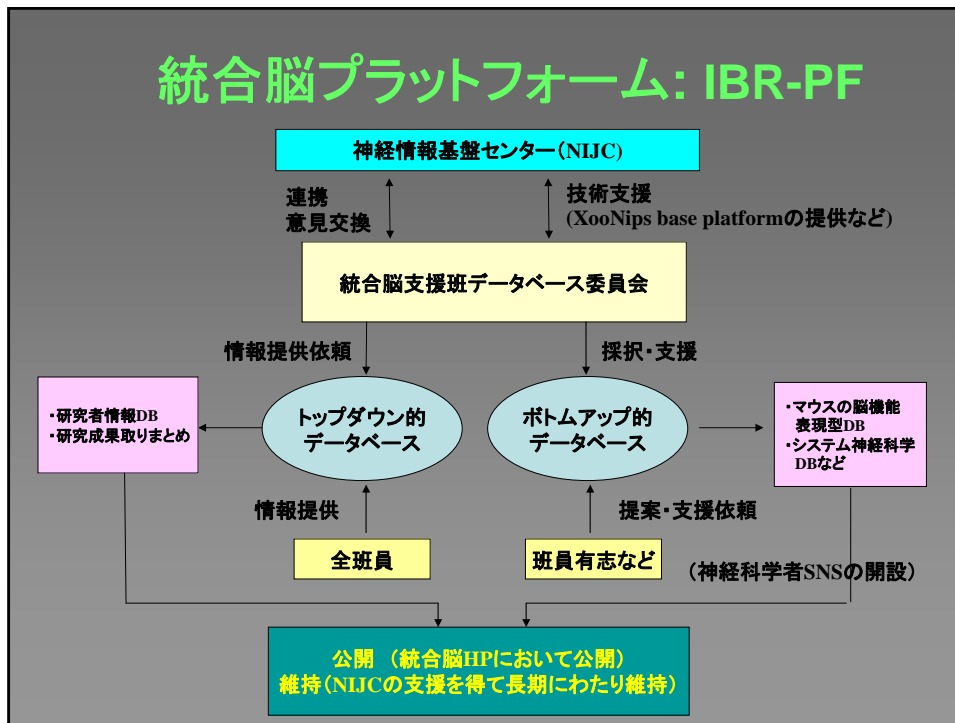 統合脳プラットフォーム: IBR-PF
神経情報基盤センター(NIJC)
連携
意見交換
技術支援
(XooNips base platformの提供など)
統合脳支援班データベース委員会
情報提供依頼
採択・支援
・研究者情報DB
・研究成果取りまとめ
トップダウン的
データベース
ボトムアップ的
データベース
・マウスの脳機能
表現型DB
・システム神経科学
DBなど
情報提供
提案・支援依頼
全班員
班員有志など
(神経科学者SNSの開設)
公開 (統合脳HPにおいて公開)
維持(NIJCの支援を得て長期にわたり維持)